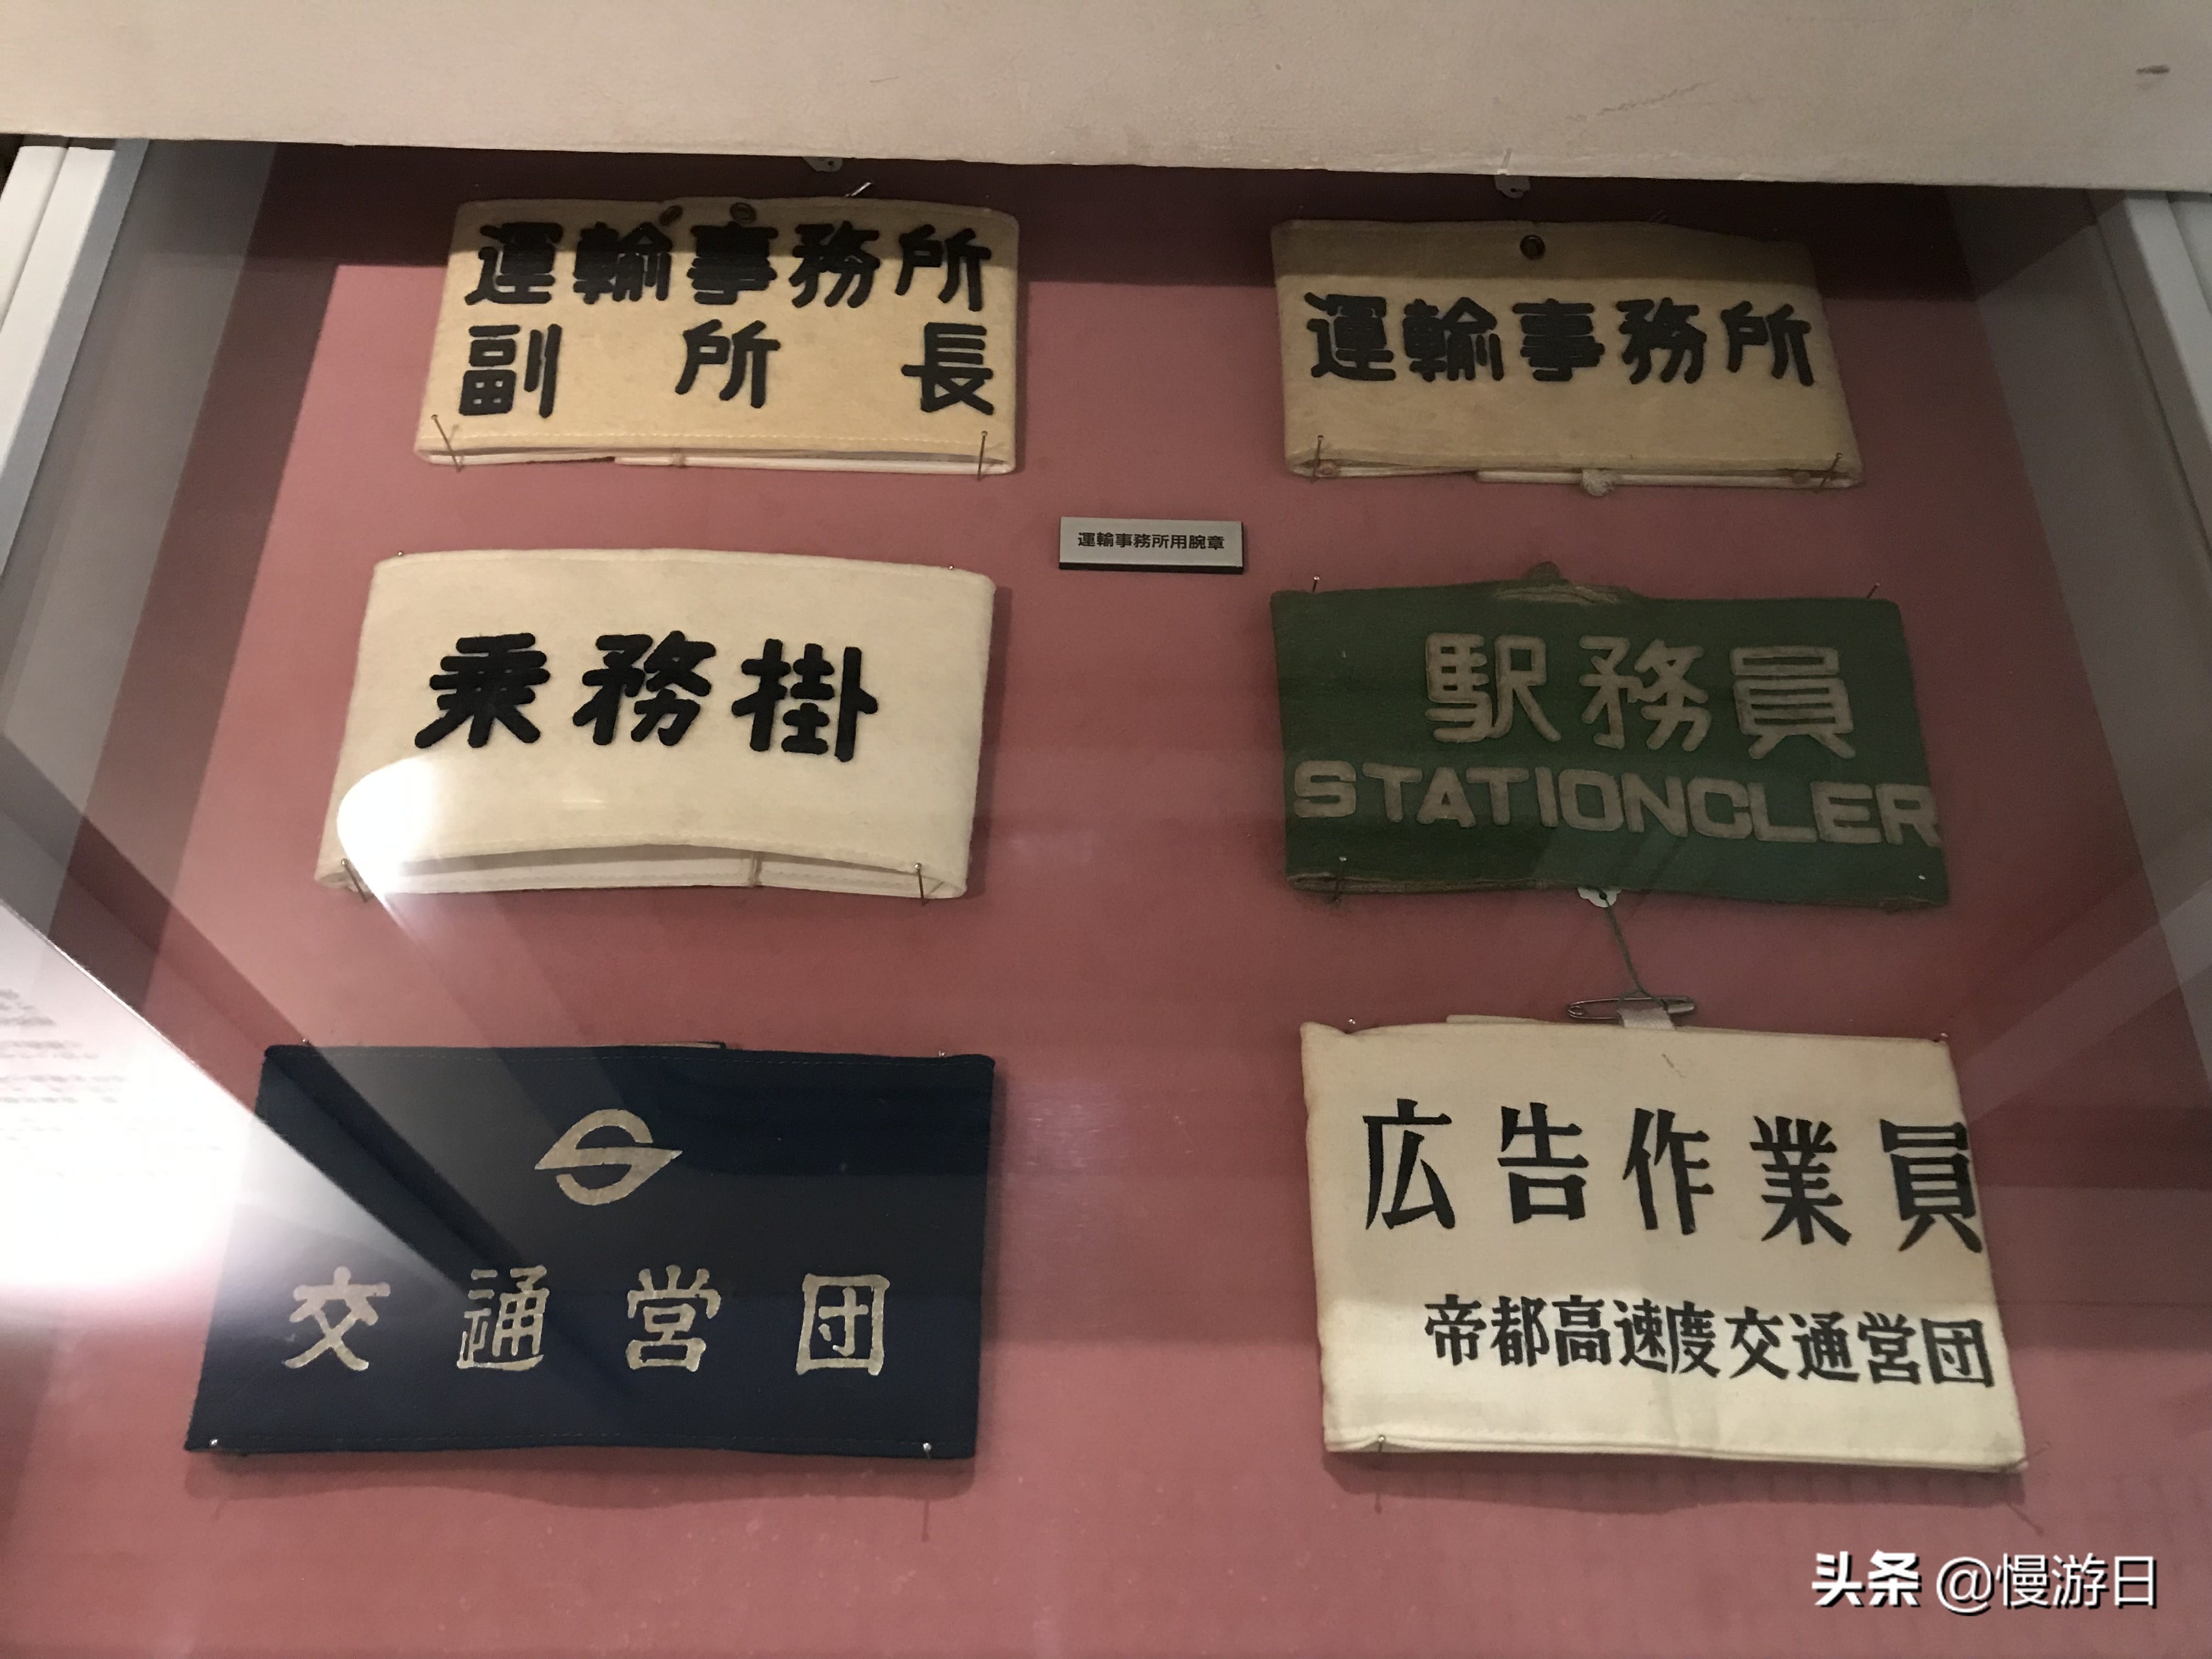 運輸事務所
副所長
運輸事務所
運輸事務所用腕章
乗務掛
駅務員
STATIONCLER
交通営団
広告作業員
帝都高速度交通営団
头条 @慢游日